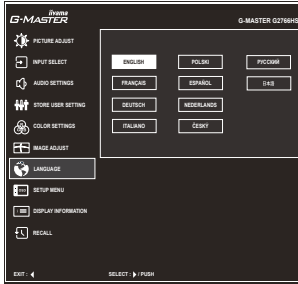 iiyama
G-MASTER
G-MASTER G2766HS
PICTURE ADJUST
INPUT SELECT
AUDIO SETTINGS
STORE USER SETTING
COLOR SETTINGS
IMAGE ADJUST
LANGUAGE
SETUP MENU
DISPLAY INFORMATION
RECALL
ENGLISH POLSKI РУССКИЙ
FRANÇAIS ESPAÑOL 日本語
DEUTSCH NEDERLANDS
ITALIANO ČESKÝ
EXIT : SELECT : / PUSH